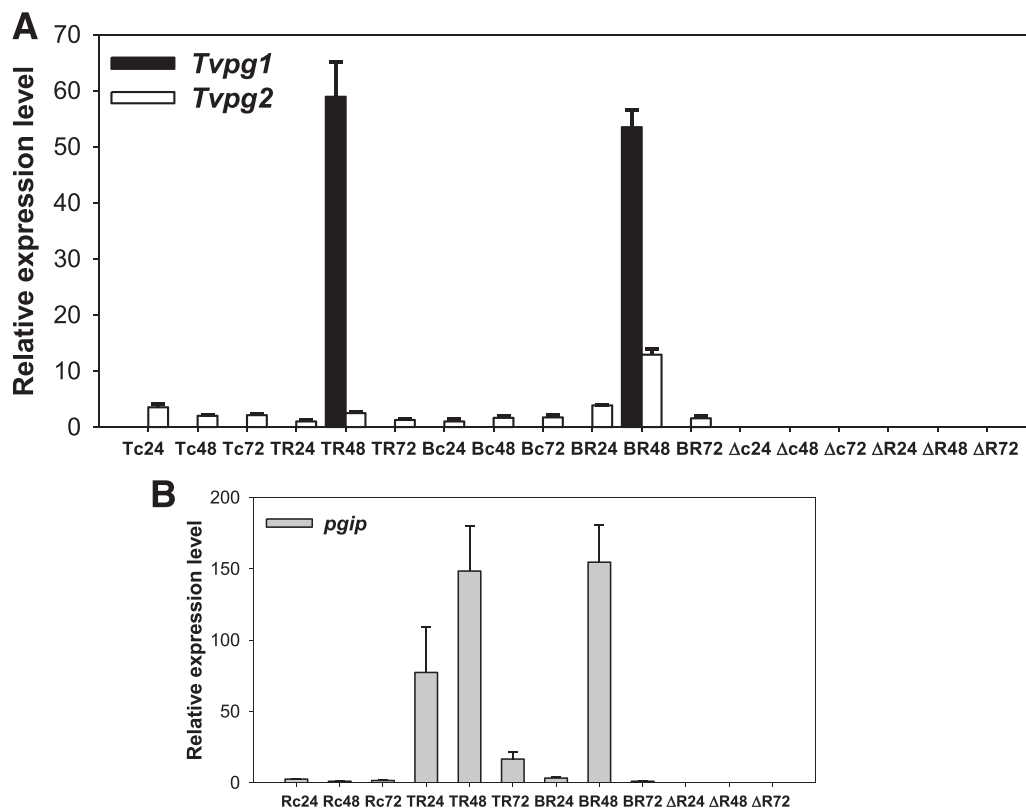 A
70
60
50
40
30
20
10
0
Relative expression level
Tvpg1
Tvpg2
Tc24 Tc48 Tc72 TR24 TR48 TR72 Bc24 Bc48 Bc72 BR24 BR48 BR72 Δc24 Δc48 Δc72 ΔR24 ΔR48 ΔR72
B
200
150
100
50
0
Relative expression level
pgip
Rc24 Rc48 Rc72 TR24 TR48 TR72 BR24 BR48 BR72 ΔR24 ΔR48 ΔR72